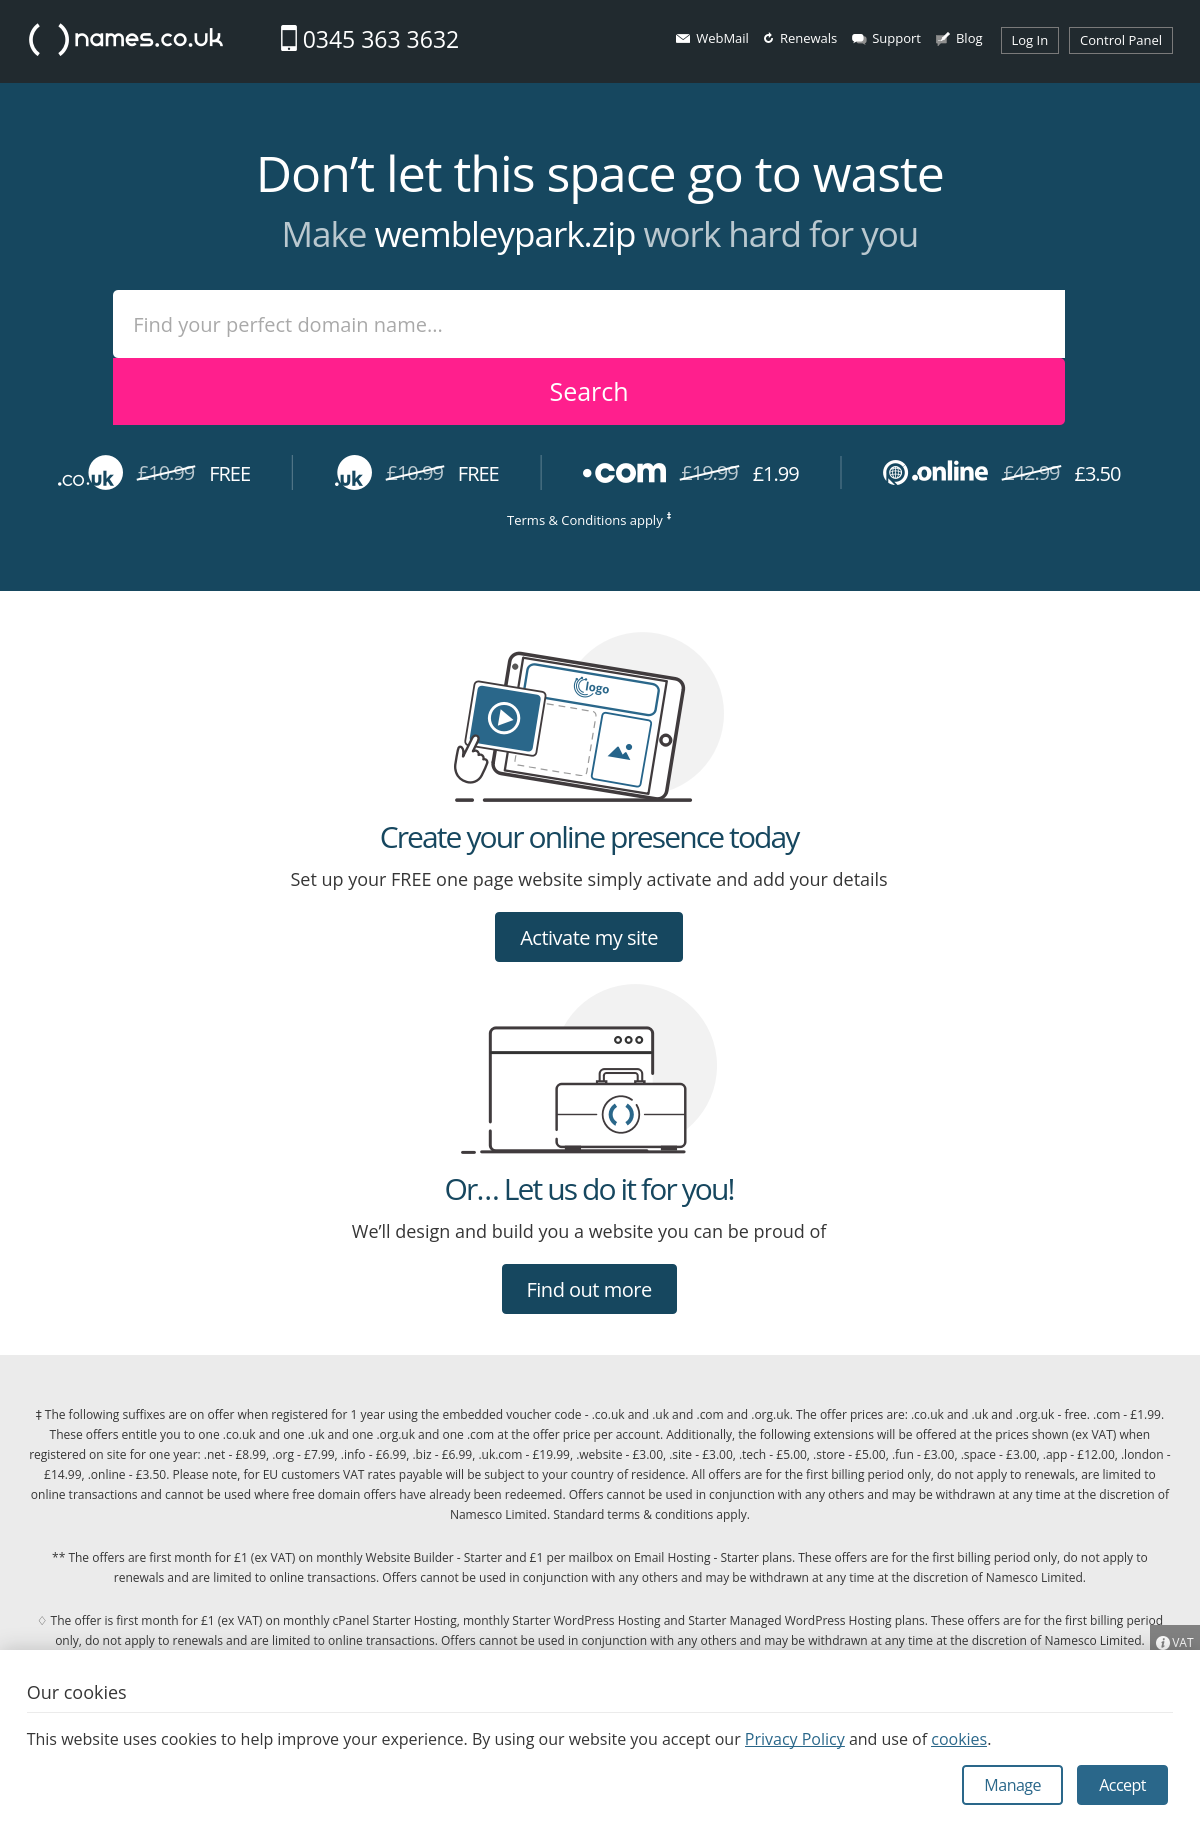 names.co.uk
0345 363 3632
WebMail Renewals Support Blog Log In Control Panel
Don’t let this space go to waste
Make wembleypark.zip work hard for you
Find your perfect domain name...
Search
.co.uk £10.99 FREE .uk £10.99 FREE .com £19.99 £1.99 .online £42.99 £3.50
Terms & Conditions apply ‡
logo
Create your online presence today
Set up your FREE one page website simply activate and add your details
Activate my site
Or… Let us do it for you!
We’ll design and build you a website you can be proud of
Find out more
‡ The following suffixes are on offer when registered for 1 year using the embedded voucher code - .co.uk and .uk and .com and .org.uk. The offer prices are: .co.uk and .uk and .org.uk - free. .com - £1.99.
These offers entitle you to one .co.uk and one .uk and one .org.uk and one .com at the offer price per account. Additionally, the following extensions will be offered at the prices shown (ex VAT) when
registered on site for one year: .net - £8.99, .org - £7.99, .info - £6.99, .biz - £6.99, .uk.com - £19.99, .website - £3.00, .site - £3.00, .tech - £5.00, .store - £5.00, .fun - £3.00, .space - £3.00, .app - £12.00, .london -
£14.99, .online - £3.50. Please note, for EU customers VAT rates payable will be subject to your country of residence. All offers are for the first billing period only, do not apply to renewals, are limited to
online transactions and cannot be used where free domain offers have already been redeemed. Offers cannot be used in conjunction with any others and may be withdrawn at any time at the discretion of
Namesco Limited. Standard terms & conditions apply.
** The offers are first month for £1 (ex VAT) on monthly Website Builder - Starter and £1 per mailbox on Email Hosting - Starter plans. These offers are for the first billing period only, do not apply to
renewals and are limited to online transactions. Offers cannot be used in conjunction with any others and may be withdrawn at any time at the discretion of Namesco Limited.
♢ The offer is first month for £1 (ex VAT) on monthly cPanel Starter Hosting, monthly Starter WordPress Hosting and Starter Managed WordPress Hosting plans. These offers are for the first billing period
only, do not apply to renewals and are limited to online transactions. Offers cannot be used in conjunction with any others and may be withdrawn at any time at the discretion of Namesco Limited.
VAT
Our cookies
This website uses cookies to help improve your experience. By using our website you accept our Privacy Policy and use of cookies.
Manage Accept